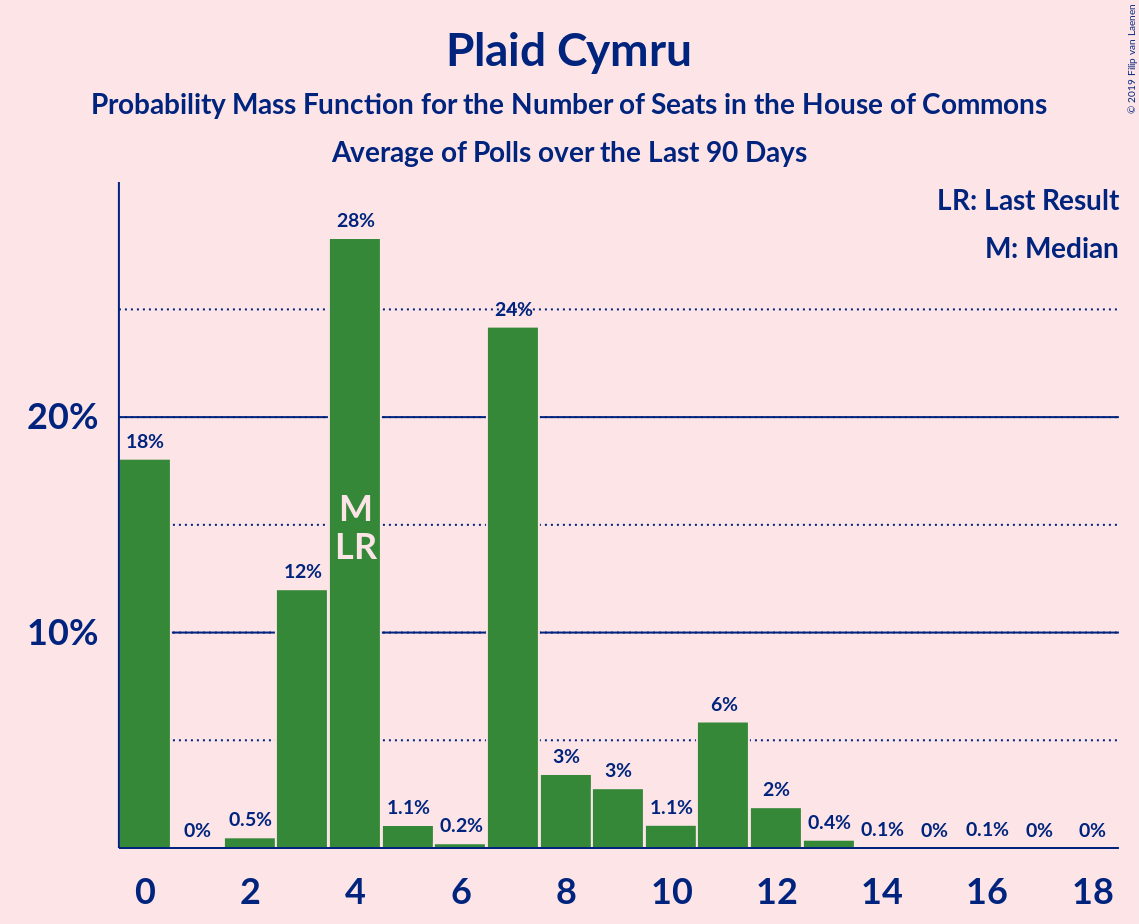 Plaid Cymru
Probability Mass Function for the Number of Seats in the House of Commons
Average of Polls over the Last 90 Days
© 2019 Filip van Laenen
LR: Last Result
M: Median
28%
24%
20%
18%
M
LR
12%
10%
6%
3%
3%
2%
1.1%
1.1%
0.5%
0.2%
0.4%
0%
0.1%
0%
0.1%
0%
0%
0 2 4 6 8 10 12 14 16 18